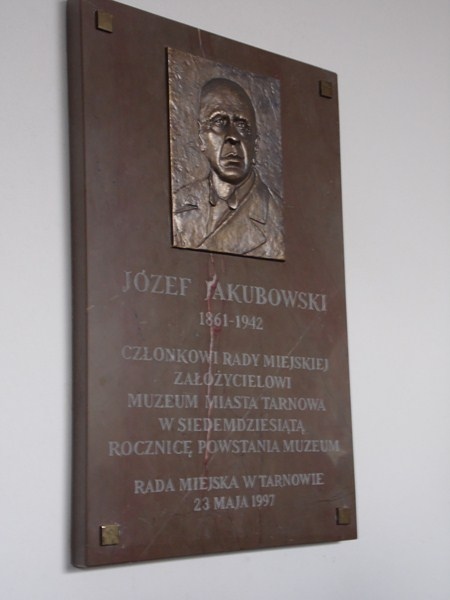 JÓZEF JAKUBOWSKI
1861-1942
CZŁONKOWI RADY MIEJSKIEJ
ZAŁOŻYCIELOWI
MUZEUM MIASTA TARNOWA
W SIEDEMDZIESIĄTĄ
ROCZNICĘ POWSTANIA MUZEUM
RADA MIEJSKA W TARNOWIE
23 MAJA 1997